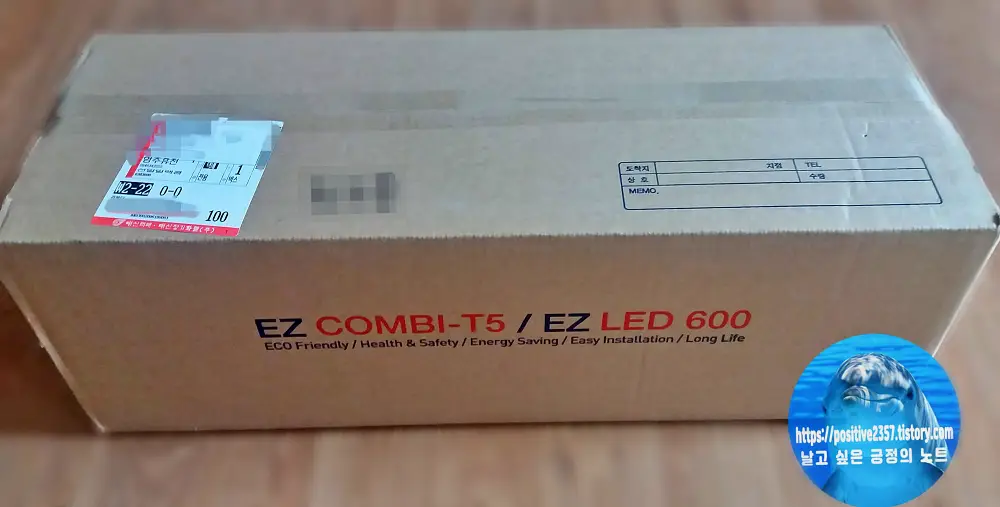 1
M2-22 0-0
100
도착지 지점 TEL
상 호 수량
MEMO.
EZ COMBI-T5 / EZ LED 600
ECO Friendly / Health & Safety / Energy Saving / Easy Installation / Long Life
https://positive2357.tistory.com
날고 싶은 긍정의 노트